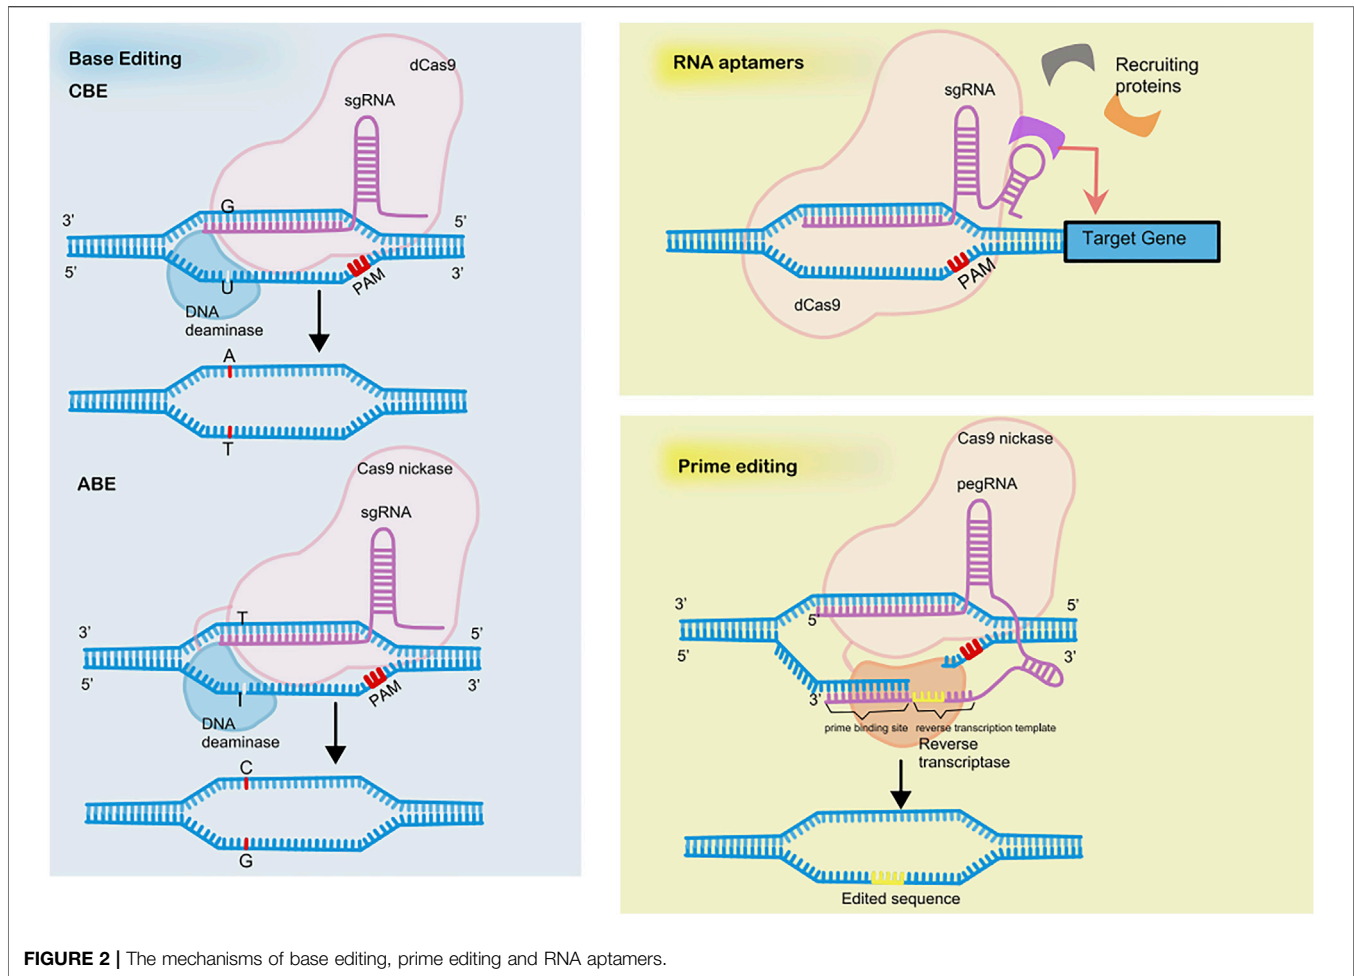 Base Editing
CBE
dCas9
sgRNA
G
3'
5'
5'
3'
U
PAM
DNA
deaminase
A
T
ABE
Cas9 nickase
sgRNA
T
3'
5'
5'
3'
I
PAM
DNA
deaminase
C
G
RNA aptamers
sgRNA
Recruiting
proteins
Target Gene
PAM
dCas9
Prime editing
Cas9 nickase
pegRNA
3'
5'
5'
5'
3'
3'
prime binding site
reverse transcription template
Reverse
transcriptase
Edited sequence
FIGURE 2 | The mechanisms of base editing, prime editing and RNA aptamers.